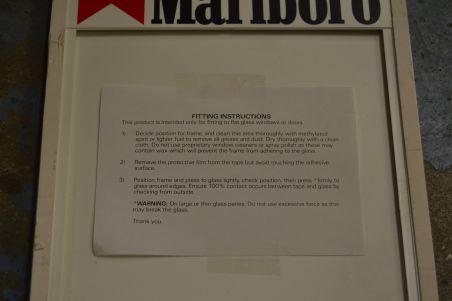 Marlboro
FITTING INSTRUCTIONS
This product is intended only for fitting to flat glass windows or doors.
1) Decide position for frame, and clean this area thoroughly with methylated
spirit or lighter fuel to remove all grease and dust. Dry thoroughly with a clean
cloth. Do not use proprietary window cleaners or spray polish as these may
contain wax which will prevent the frame from adhering to the glass.
2) Remove the protective film from the tape but avoid touching the adhesive
surface.
3) Position frame and press to glass lightly, check position, then press *firmly to
glass around edges. Ensure 100% contact occurs between tape and glass by
checking from outside.
*WARNING: On large or thin glass panes, Do not use excessive force as this
may break the glass.
Thank you.